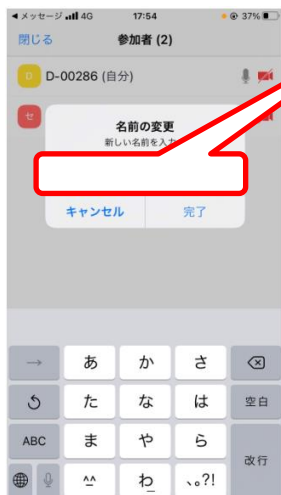 ◀メッセージ 4G 17:54 37%
閉じる 参加者 (2)
D D-00286 (自分)
セ
名前の変更
新しい名前を入力
キャンセル 完了
→ あ か さ
た な は 空白
ABC ま や ら 改行
^^ わ_ 、。?!